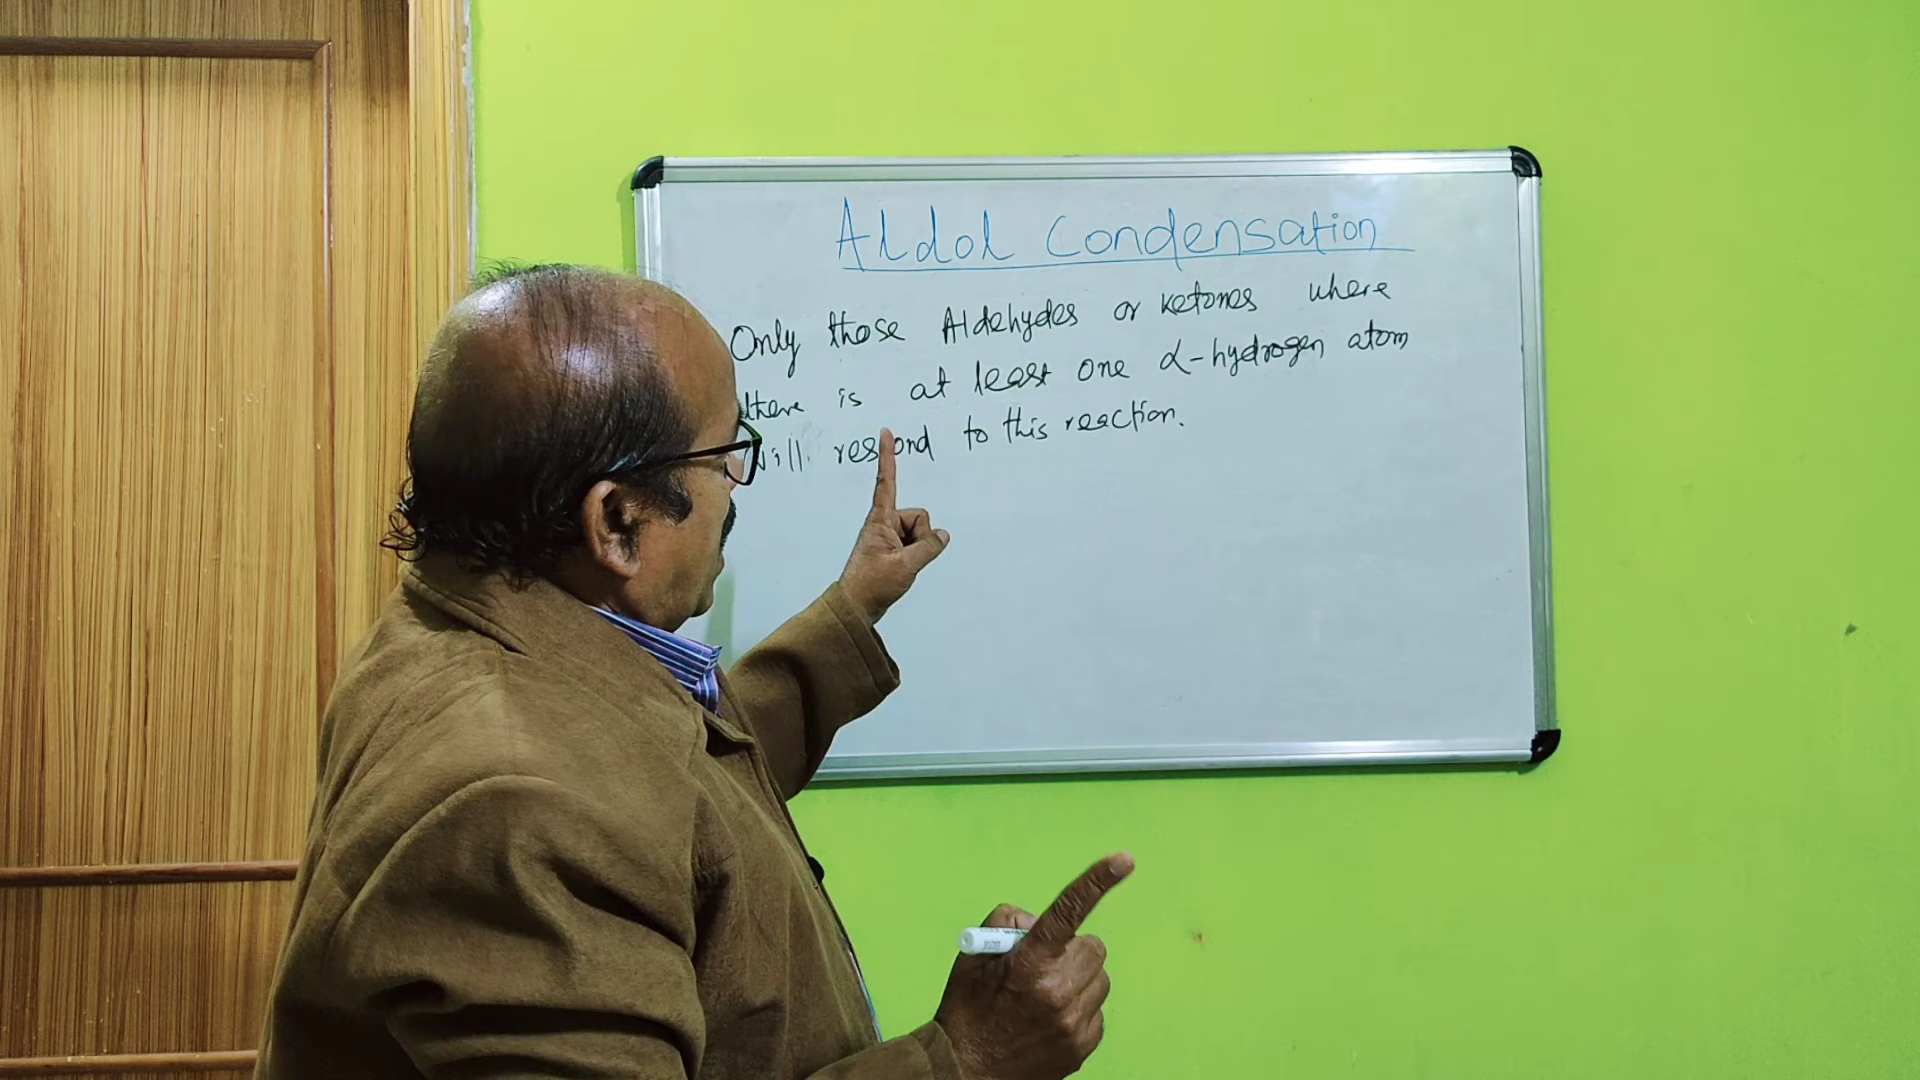 Aldol Condensation
Only those Aldehydes or Ketones where
there is at least one α-hydrogen atom
will respond to this reaction.